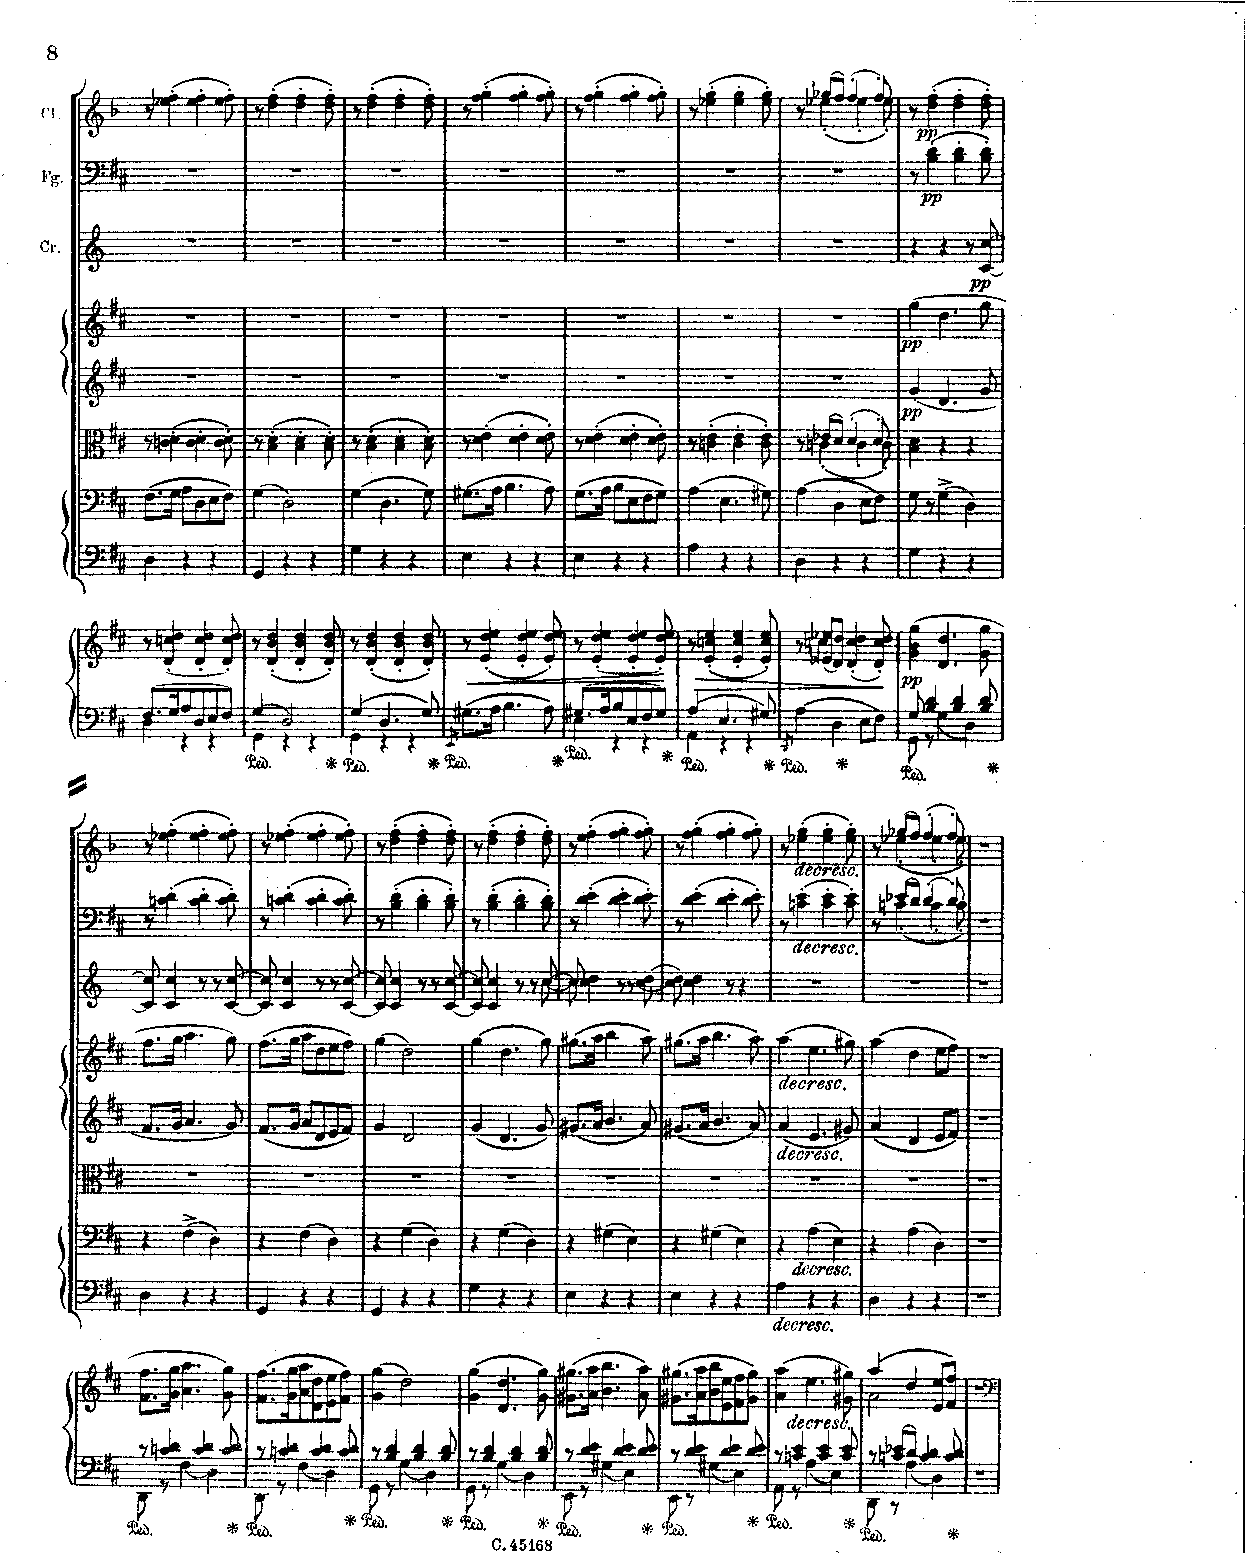 8
Cl.
pp
Fg.
pp
Cr.
pp
pp
pp
pp
Ped. * Ped. * Ped. * Ped. * Ped. * Ped. * Ped. *
decresc.
decresc.
decresc.
decresc.
decresc.
decresc.
decresc.
Ped. * Ped. * Ped. * Ped. * Ped. * Ped. * Ped. * Ped. *
C. 45168